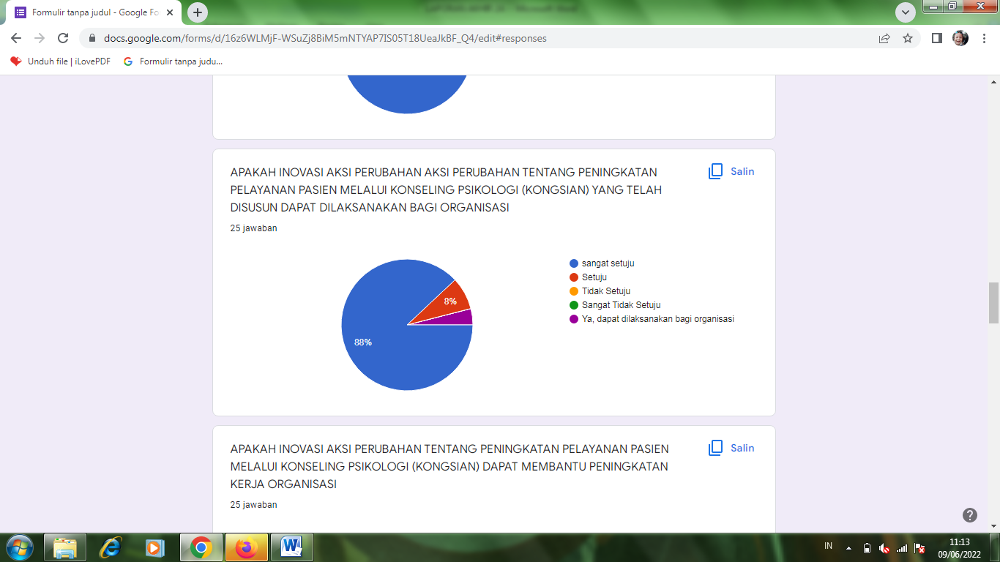 Formulir tanpa judul - Google Fo
docs.google.com/forms/d/16z6WLMjF-WSuZj8BiM5mNTYAP7IS05T18UeaJkBF_Q4/edit#responses
Unduh file | iLovePDF
Formulir tanpa judu...
APAKAH INOVASI AKSI PERUBAHAN AKSI PERUBAHAN TENTANG PENINGKATAN
PELAYANAN PASIEN MELALUI KONSELING PSIKOLOGI (KONGSIAN) YANG TELAH
DISUSUN DAPAT DILAKSANAKAN BAGI ORGANISASI
Salin
25 jawaban
sangat setuju
Setuju
Tidak Setuju
Sangat Tidak Setuju
Ya, dapat dilaksanakan bagi organisasi
8%
88%
APAKAH INOVASI AKSI PERUBAHAN TENTANG PENINGKATAN PELAYANAN PASIEN
MELALUI KONSELING PSIKOLOGI (KONGSIAN) DAPAT MEMBANTU PENINGKATAN
KERJA ORGANISASI
Salin
25 jawaban
IN
11:13
09/06/2022